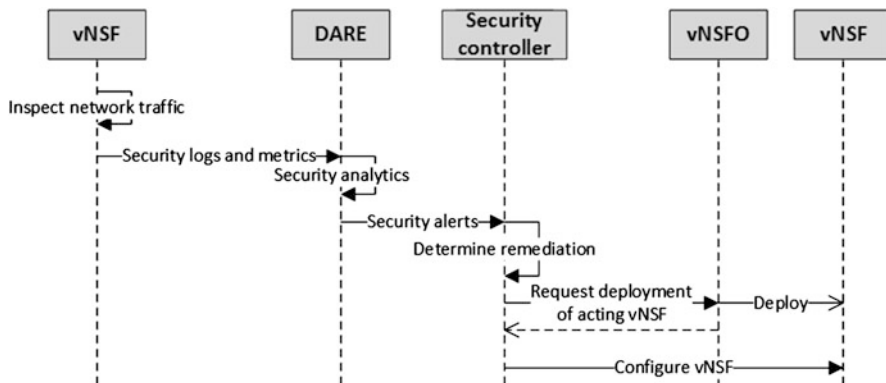 vNSF
DARE
Security
controller
vNSFO
vNSF
Inspect network traffic
Security logs and metrics
Security analytics
Security alerts
Determine remediation
Request deployment
of acting vNSF
Deploy
Configure vNSF